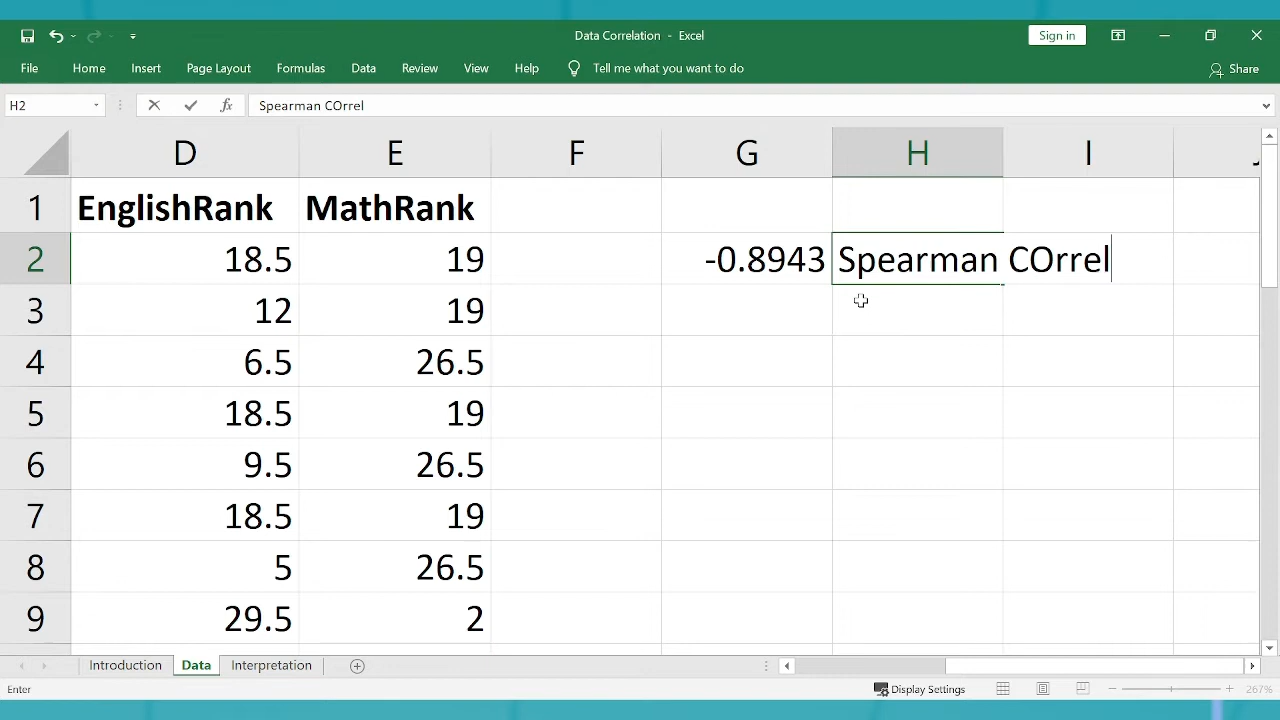 Data Correlation - Excel
Sign in
File Home Insert Page Layout Formulas Data Review View Help Tell me what you want to do Share
H2 fx Spearman COrrel
D E F G H I
1 EnglishRank MathRank
2 18.5 19 -0.8943 Spearman COrrel
3 12 19
4 6.5 26.5
5 18.5 19
6 9.5 26.5
7 18.5 19
8 5 26.5
9 29.5 2
Introduction Data Interpretation
Enter Display Settings 267%